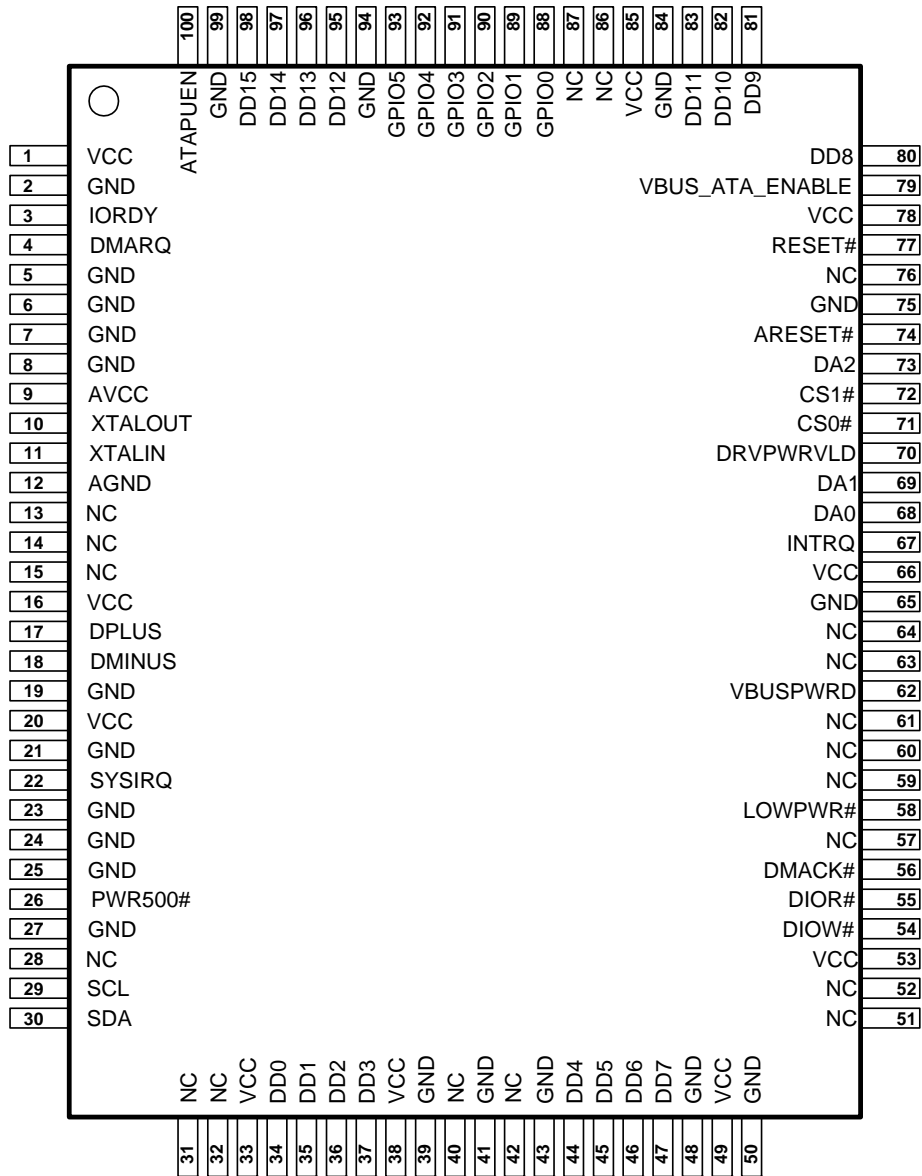 100 99 98 97 96 95 94 93 92 91 90 89 88 87 86 85 84 83 82 81
ATAPUEN GND DD15 DD14 DD13 DD12 GND GPIO5 GPIO4 GPIO3 GPIO2 GPIO1 GPIO0 NC NC VCC GND DD11 DD10 DD9
1 VCC DD8 80
2 GND VBUS_ATA_ENABLE 79
3 IORDY VCC 78
4 DMARQ RESET# 77
5 GND NC 76
6 GND GND 75
7 GND ARESET# 74
8 GND DA2 73
9 AVCC CS1# 72
10 XTALOUT CS0# 71
11 XTALIN DRVPWRVLD 70
12 AGND DA1 69
13 NC DA0 68
14 NC INTRQ 67
15 NC VCC 66
16 VCC GND 65
17 DPLUS NC 64
18 DMINUS NC 63
19 GND VBUSPWRD 62
20 VCC NC 61
21 GND NC 60
22 SYSIRQ NC 59
23 GND LOWPWR# 58
24 GND NC 57
25 GND DMACK# 56
26 PWR500# DIOR# 55
27 GND DIOW# 54
28 NC VCC 53
29 SCL NC 52
30 SDA NC 51
NC NC VCC DD0 DD1 DD2 DD3 VCC GND NC GND NC GND DD4 DD5 DD6 DD7 GND VCC GND
31 32 33 34 35 36 37 38 39 40 41 42 43 44 45 46 47 48 49 50